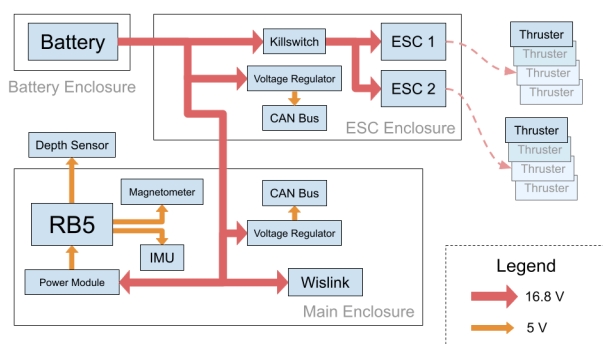 Battery
Battery Enclosure
Killswitch
ESC 1
Voltage Regulator
ESC 2
CAN Bus
ESC Enclosure
Thruster
Thruster
Thruster
Thruster
Thruster
Thruster
Thruster
Thruster
Depth Sensor
Magnetometer
CAN Bus
RB5
Voltage Regulator
IMU
Power Module
Wislink
Main Enclosure
Legend
16.8 V
5 V